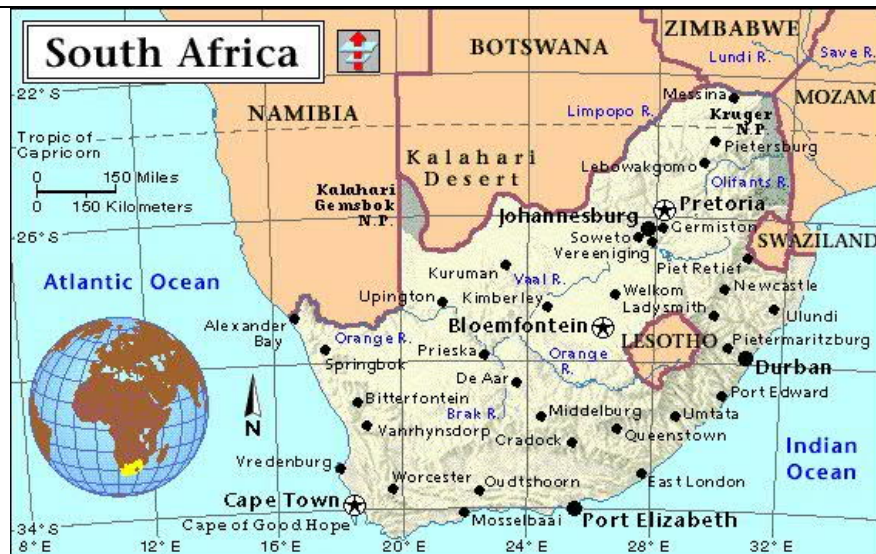 South Africa
BOTSWANA
ZIMBABWE
Lundi R.
Save R.
22° S
NAMIBIA
Messina
MOZAM
Limpopo R.
Kruger
N.P.
Tropic of
Capricorn
Pietersburg
Kalahari
Desert
Lebowakgomo
0 150 Miles
0 150 Kilometers
Kalahari
Gemsbok
N.P.
Olifants R.
Pretoria
Johannesburg
Germiston
26° S
Soweto
SWAZILAND
Vereeniging
Piet Retief
Atlantic Ocean
Kuruman
Vaal R.
Newcastle
Upington
Kimberley
Welkom
Ladysmith
Ulundi
Alexander
Bay
Bloemfontein
Orange R.
LESOTHO
Pietermaritzburg
Springbok
Prieska
Orange
R.
Durban
De Aar
Port Edward
Bitterfontein
Brak R.
Middelburg
Umtata
N
Vanrhynsdorp
Queenstown
Cradock
Indian
Ocean
Vredenburg
Worcester
Oudtshoorn
East London
Cape Town
Cape of Good Hope
Mosselbaai
Port Elizabeth
34° S
8° E
12° E
16° E
20° E
24° E
28° E
32° E